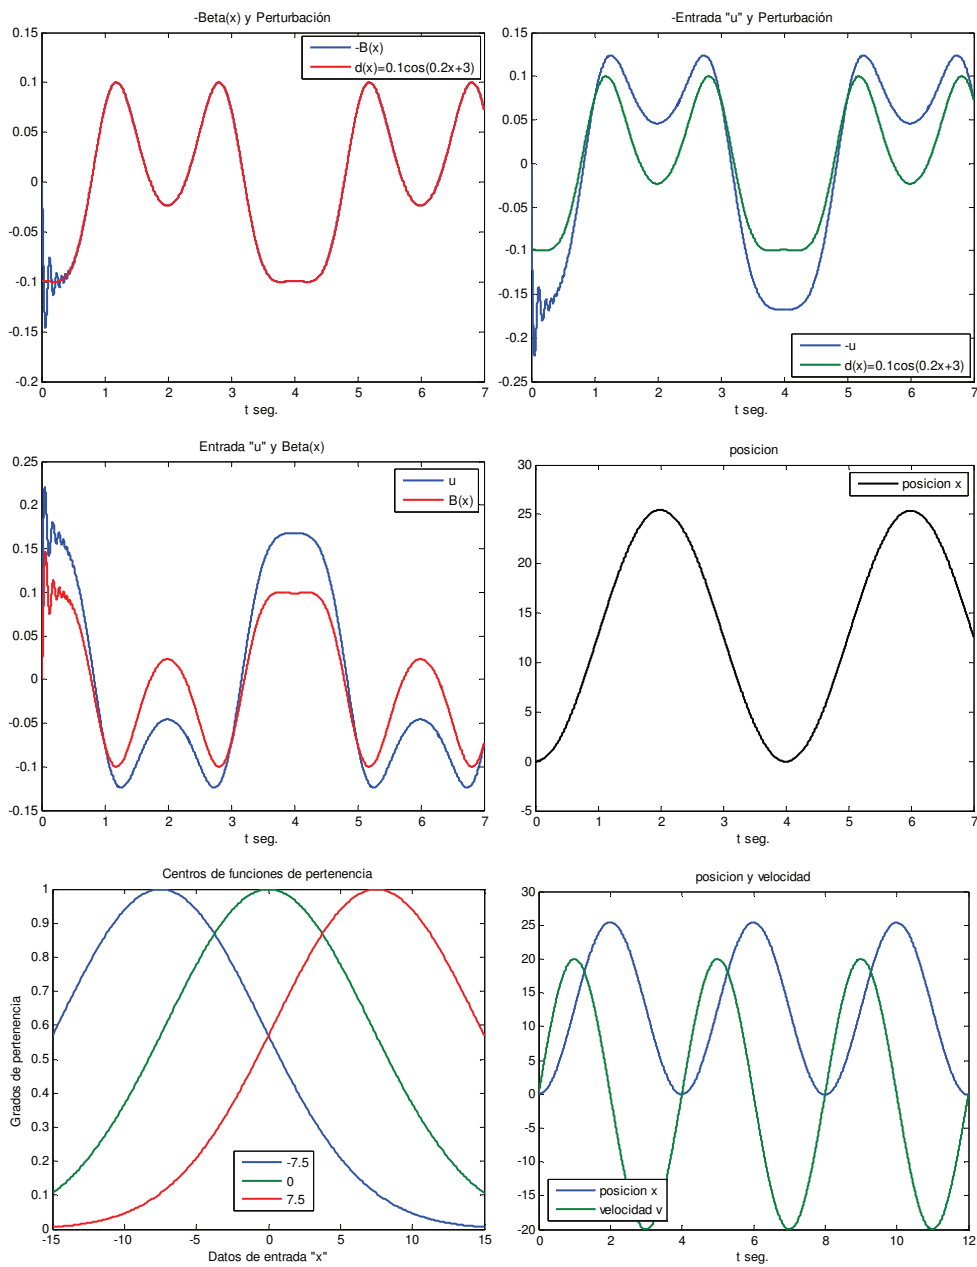 -Beta(x) y Perturbación
0.15
0.1
0.05
0
-0.05
-0.1
-0.15
-0.2
0 1 2 3 4 5 6 7
t seg.
-B(x)
d(x)=0.1cos(0.2x+3)
-Entrada "u" y Perturbación
0.15
0.1
0.05
0
-0.05
-0.1
-0.15
-0.2
-0.25
0 1 2 3 4 5 6 7
t seg.
-u
d(x)=0.1cos(0.2x+3)
Entrada "u" y Beta(x)
0.25
0.2
0.15
0.1
0.05
0
-0.05
-0.1
-0.15
0 1 2 3 4 5 6 7
t seg.
u
B(x)
posicion
30
25
20
15
10
5
0
-5
0 1 2 3 4 5 6 7
t seg.
posicion x
Centros de funciones de pertenencia
Grados de pertenencia
1
0.9
0.8
0.7
0.6
0.5
0.4
0.3
0.2
0.1
0
-15 -10 -5 0 5 10 15
Datos de entrada "x"
-7.5
0
7.5
posicion y velocidad
30
25
20
15
10
5
0
-5
-10
-15
-20
0 2 4 6 8 10 12
t seg.
posicion x
velocidad v